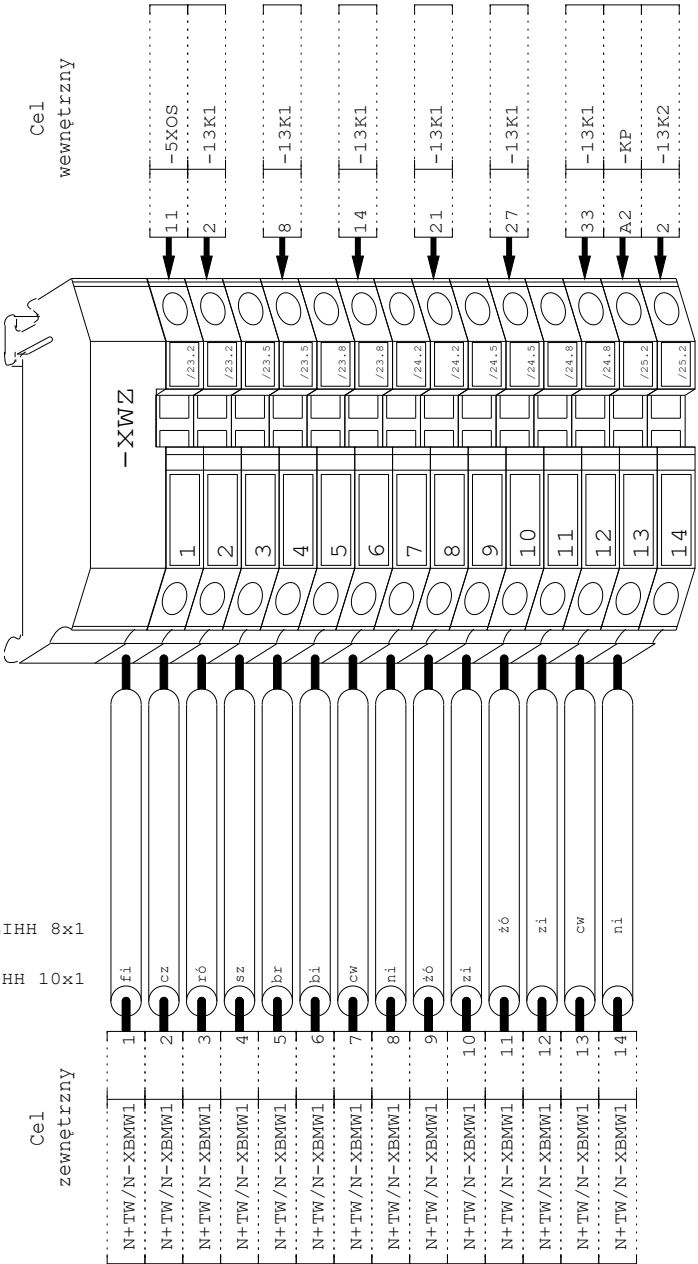 Cel
wewnętrzny
-5XOS
-13K1
-13K1
-13K1
-13K1
-13K1
-13K1
-KP
-13K2
11
2
8
14
21
27
33
A2
2
/23.2
/23.2
/23.5
/23.5
/23.8
/23.8
/24.2
/24.2
/24.5
/24.5
/24.8
/24.8
/25.2
/25.2
-XWZ
1
2
3
4
5
6
7
8
9
10
11
12
13
14
IHH 8x1
żó
zi
cw
ni
HH 10x1
fi
cz
ró
sz
br
bi
cw
ni
żó
zi
Cel
zewnętrzny
1
2
3
4
5
6
7
8
9
10
11
12
13
14
N+TW/N-XBMW1
N+TW/N-XBMW1
N+TW/N-XBMW1
N+TW/N-XBMW1
N+TW/N-XBMW1
N+TW/N-XBMW1
N+TW/N-XBMW1
N+TW/N-XBMW1
N+TW/N-XBMW1
N+TW/N-XBMW1
N+TW/N-XBMW1
N+TW/N-XBMW1
N+TW/N-XBMW1
N+TW/N-XBMW1